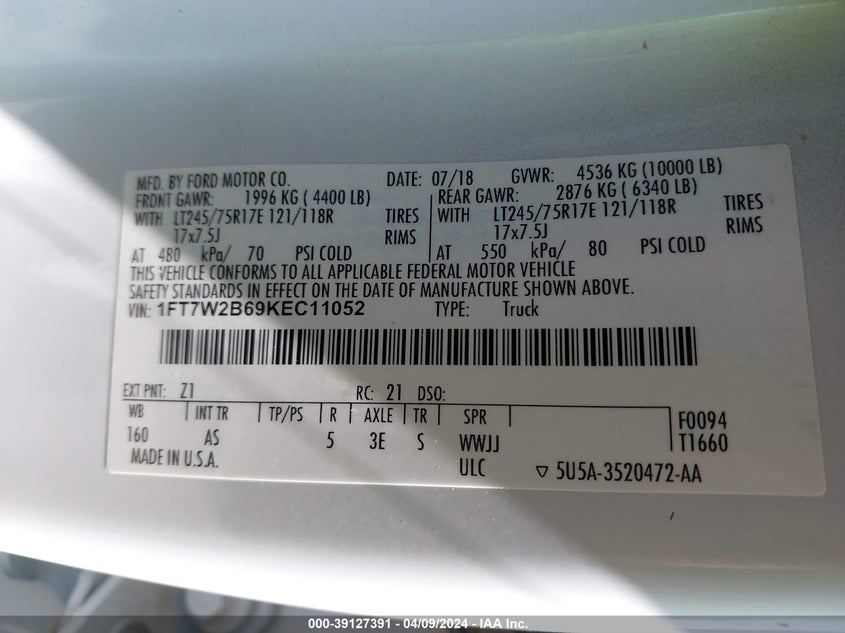 MFD. BY FORD MOTOR CO. DATE: 07/18 GVWR: 4536 KG (10000 LB)
FRONT GAWR: 1996 KG ( 4400 LB) REAR GAWR: 2876 KG ( 6340 LB)
WITH LT245/75R17E 121/118R TIRES WITH LT245/75R17E 121/118R TIRES
17x7.5J RIMS 17x7.5J RIMS
AT 480 kPa/ 70 PSI COLD AT 550 kPa/ 80 PSI COLD
THIS VEHICLE CONFORMS TO ALL APPLICABLE FEDERAL MOTOR VEHICLE
SAFETY STANDARDS IN EFFECT ON THE DATE OF MANUFACTURE SHOWN ABOVE.
VIN: 1FT7W2B69KEC11052 TYPE: Truck
EXT PNT: Z1 RC: 21 DSO:
WB INT TR TP/PS R AXLE TR SPR F0094
160 AS 5 3E S WWJJ T1660
MADE IN U.S.A. ULC 5U5A-3520472-AA
000-39127391 - 04/09/2024 - IAA Inc.